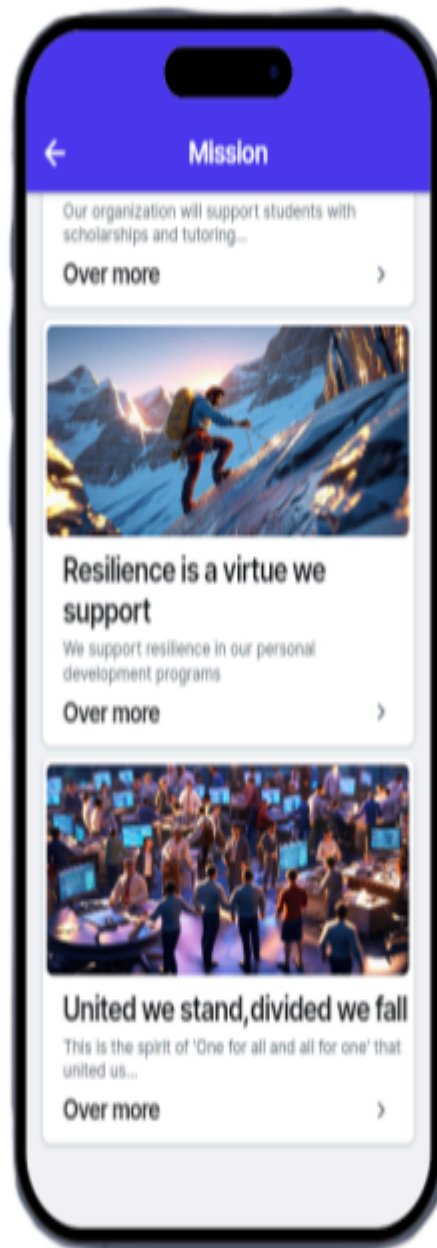 Mission
Our organization will support students with
scholarships and tutoring...
Over more
Resilience is a virtue we
support
We support resilience in our personal
development programs
Over more
United we stand,divided we fall
This is the spirit of 'One for all and all for one' that
united us...
Over more